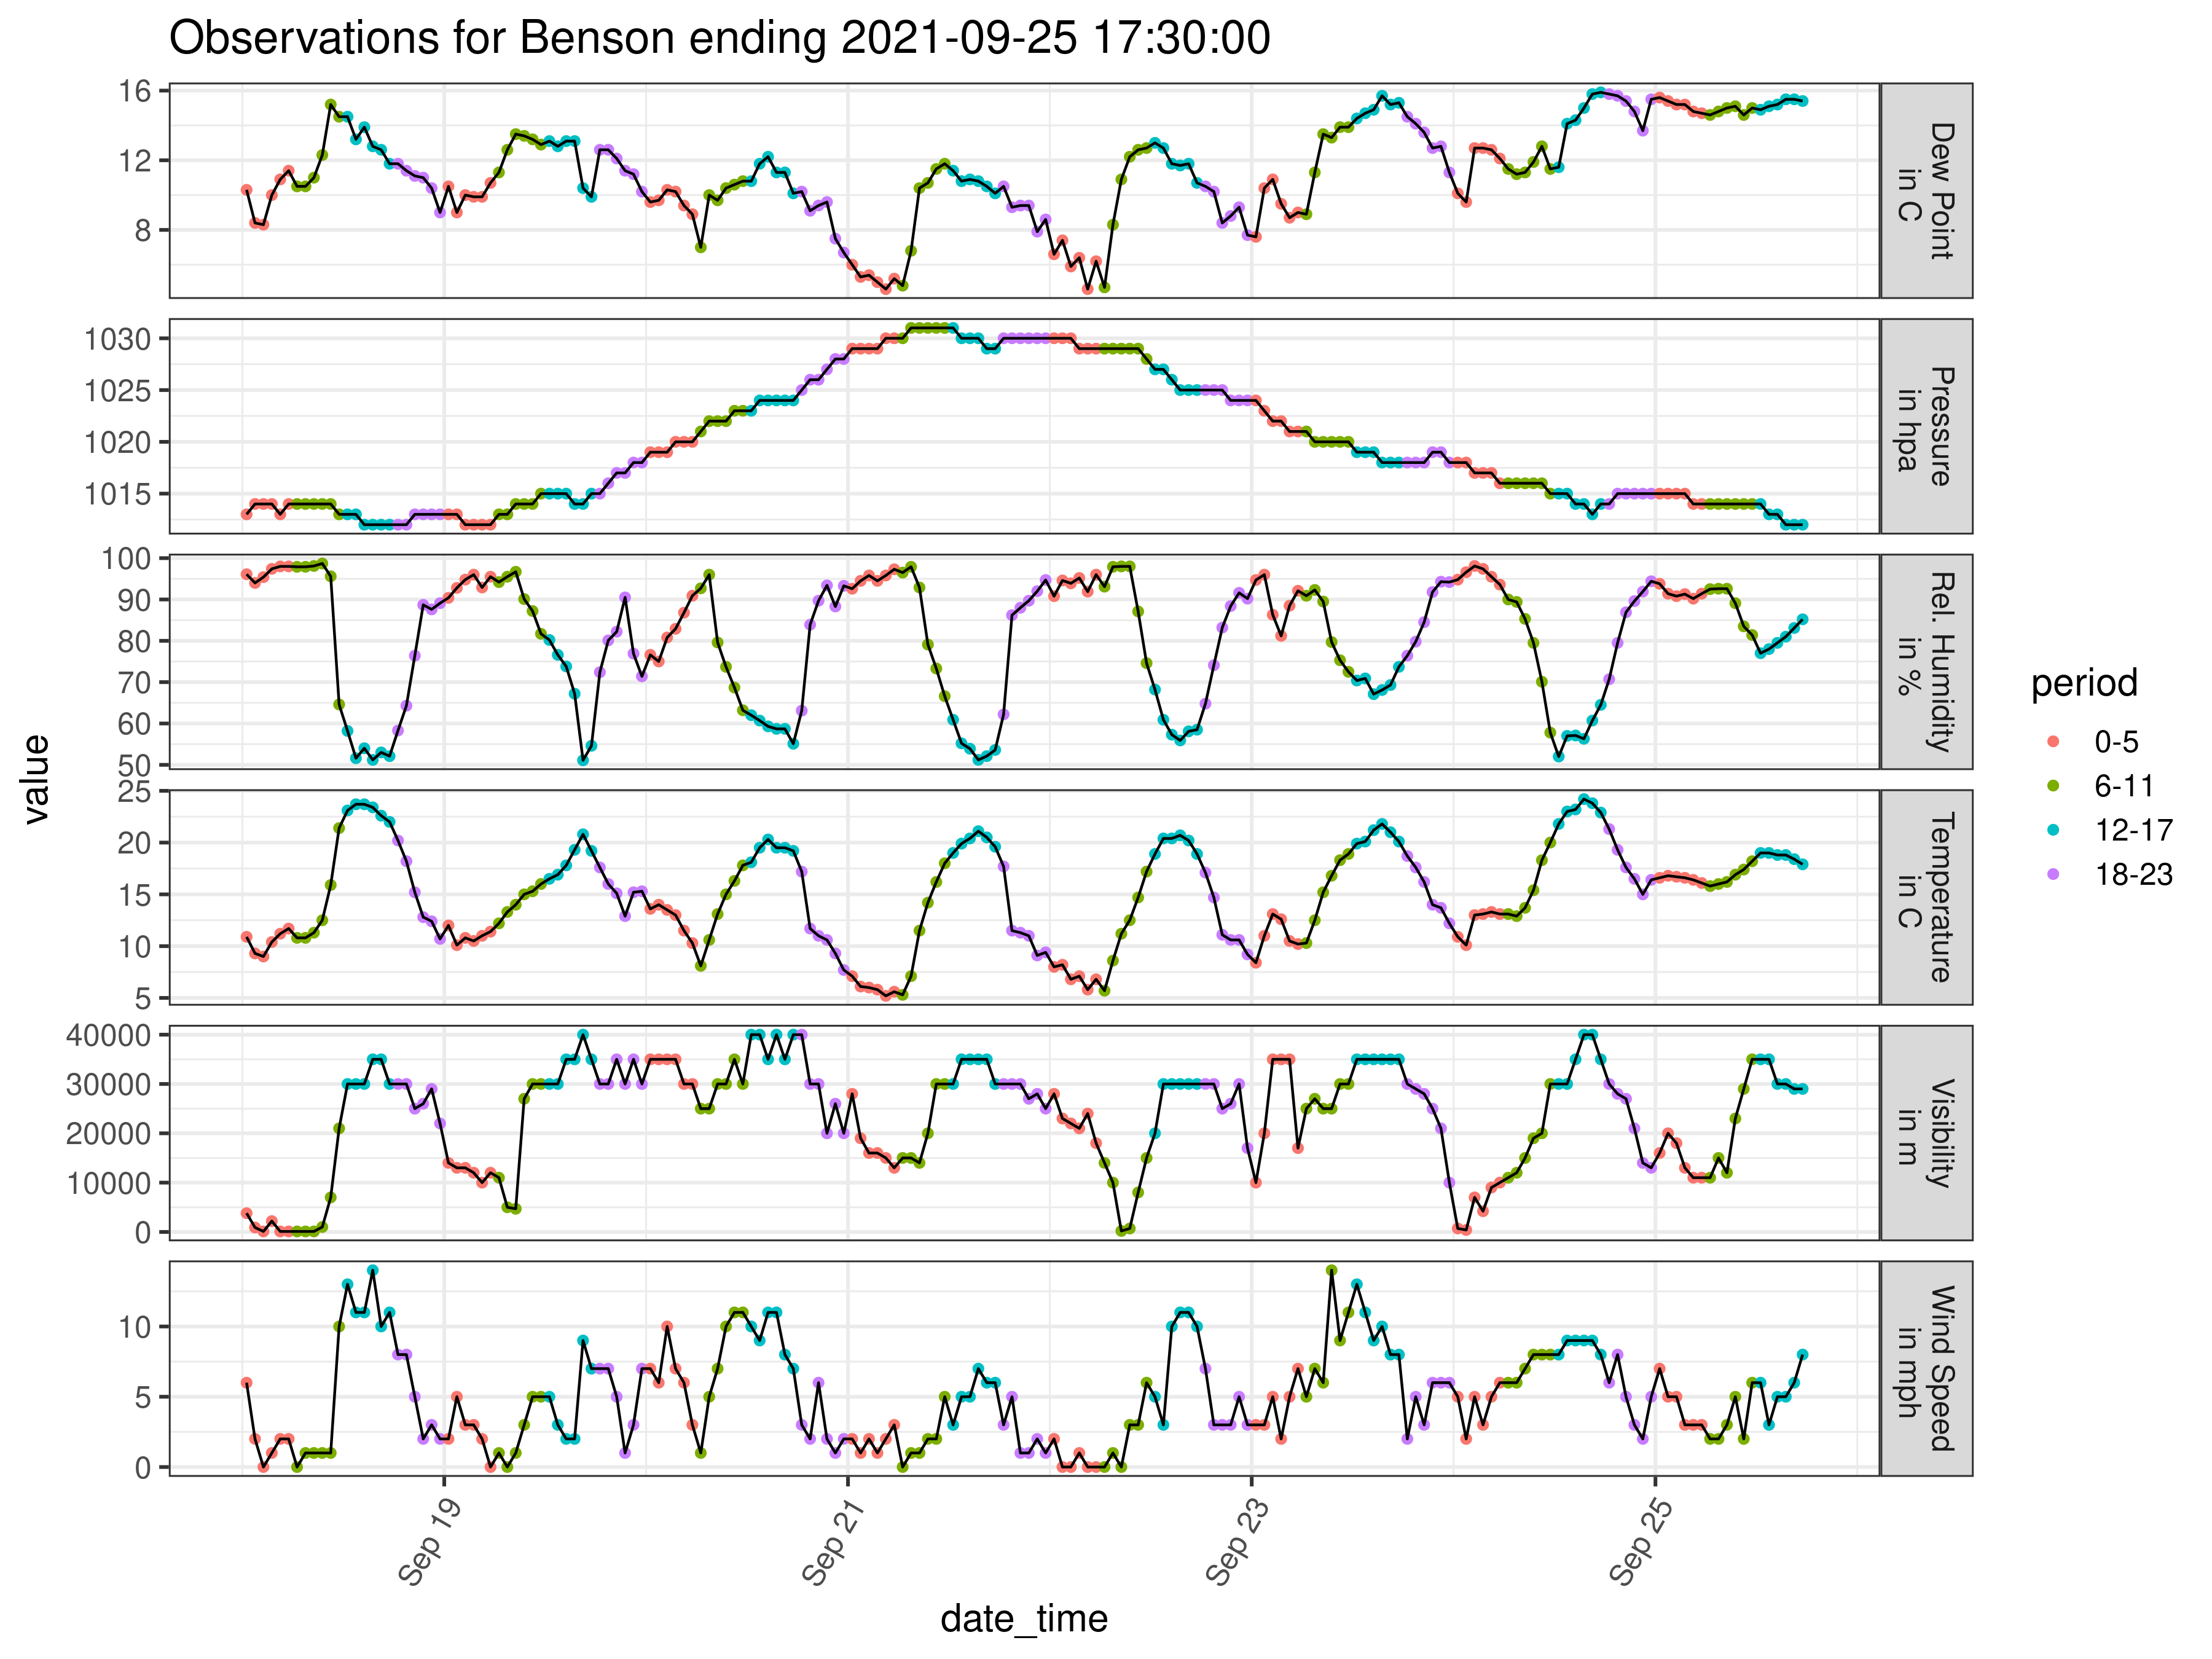 Observations for Benson ending 2021-09-25 17:30:00
value
16
12
8
Dew Point
in C
1030
1025
1020
1015
Pressure
in hpa
100
90
80
70
60
50
Rel. Humidity
in %
25
20
15
10
5
Temperature
in C
40000
30000
20000
10000
0
Visibility
in m
10
5
0
Wind Speed
in mph
Sep 19
Sep 21
Sep 23
Sep 25
date_time
period
0-5
6-11
12-17
18-23